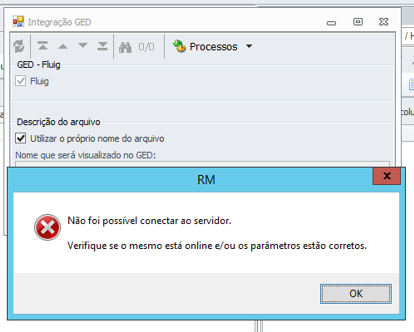 Integração GED
0/0
Processos
/ H
GED - Fluig
Fluig
Descrição do arquivo
Utilizar o próprio nome do arquivo
Nome que será visualizado no GED:
RM
Não foi possível conectar ao servidor.
Verifique se o mesmo está online e/ou os parâmetros estão corretos.
OK